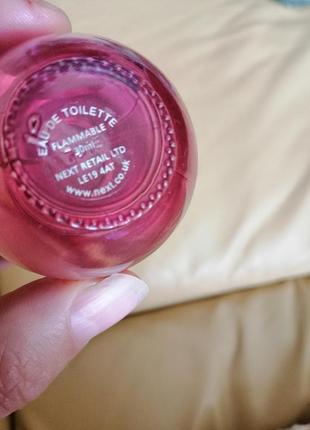 EAU DE TOILETTE
FLAMMABLE
30ml
NEXT RETAIL LTD
LE19 4AT
www.next.co.uk